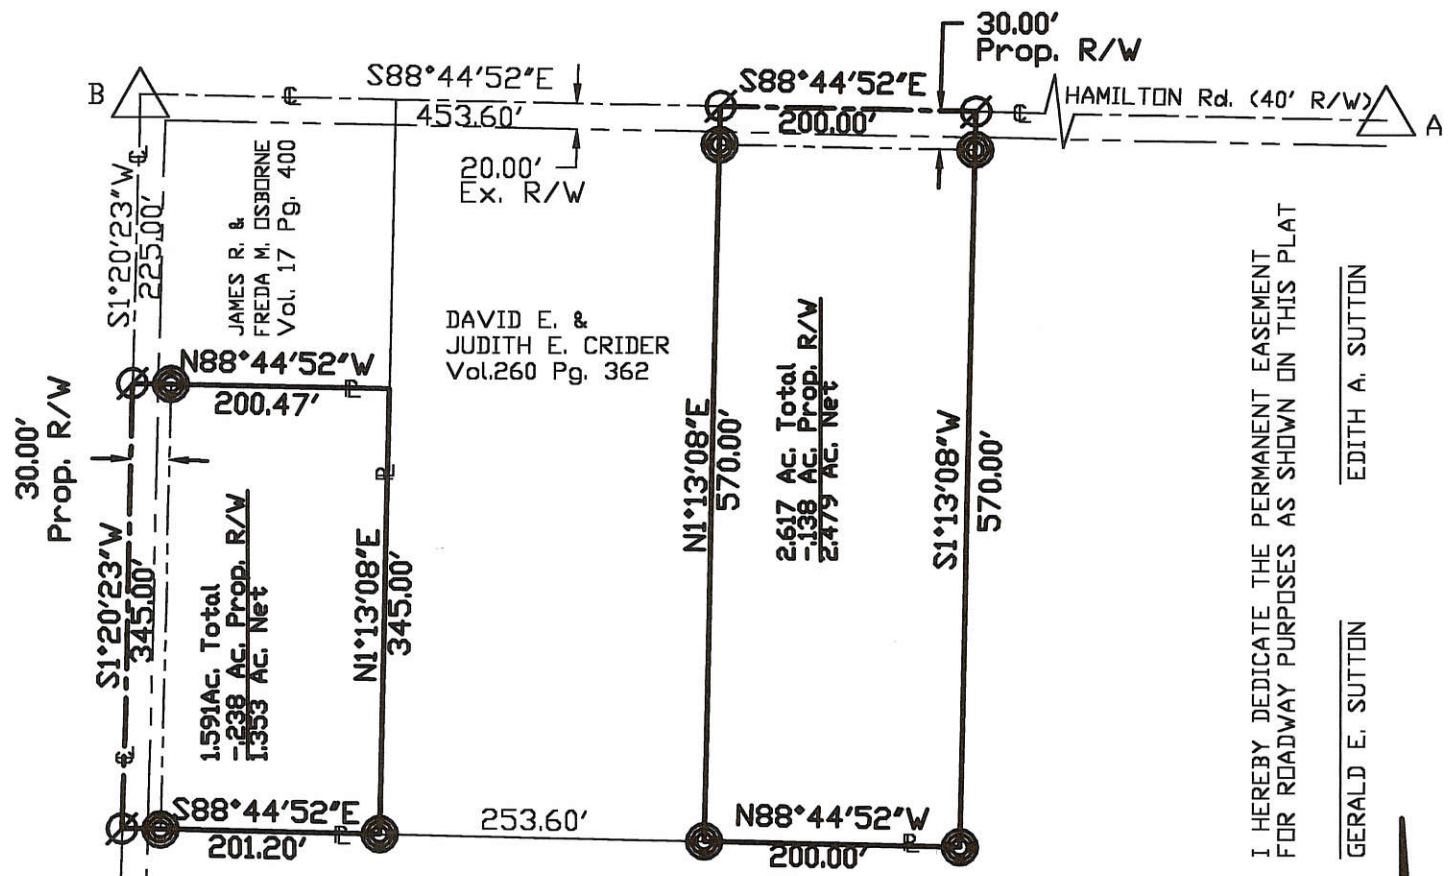 30.00'
Prop. R/W
S88°44'52"E
453.60'
S88°44'52"E
200.00'
HAMILTON Rd. (40' R/W)
B
A
20.00'
Ex. R/W
S1°20'23"W
225.00'
JAMES R. &
FREDA M. OSBORNE
Vol. 17 Pg. 400
DAVID E. &
JUDITH E. CRIDER
Vol.260 Pg. 362
N88°44'52"W
200.47'
30.00'
Prop. R/W
S1°20'23"W
345.00'
1.591Ac. Total
-.238 Ac. Prop. R/W
1.353 Ac. Net
N1°13'08"E
345.00'
N1°13'08"E
570.00'
2.617 Ac. Total
-.138 Ac. Prop. R/W
2.479 Ac. Net
S1°13'08"W
570.00'
S88°44'52"E
201.20'
253.60'
N88°44'52"W
200.00'
I HEREBY DEDICATE THE PERMANENT EASEMENT
FOR ROADWAY PURPOSES AS SHOWN ON THIS PLAT
GERALD E. SUTTON
EDITH A. SUTTON